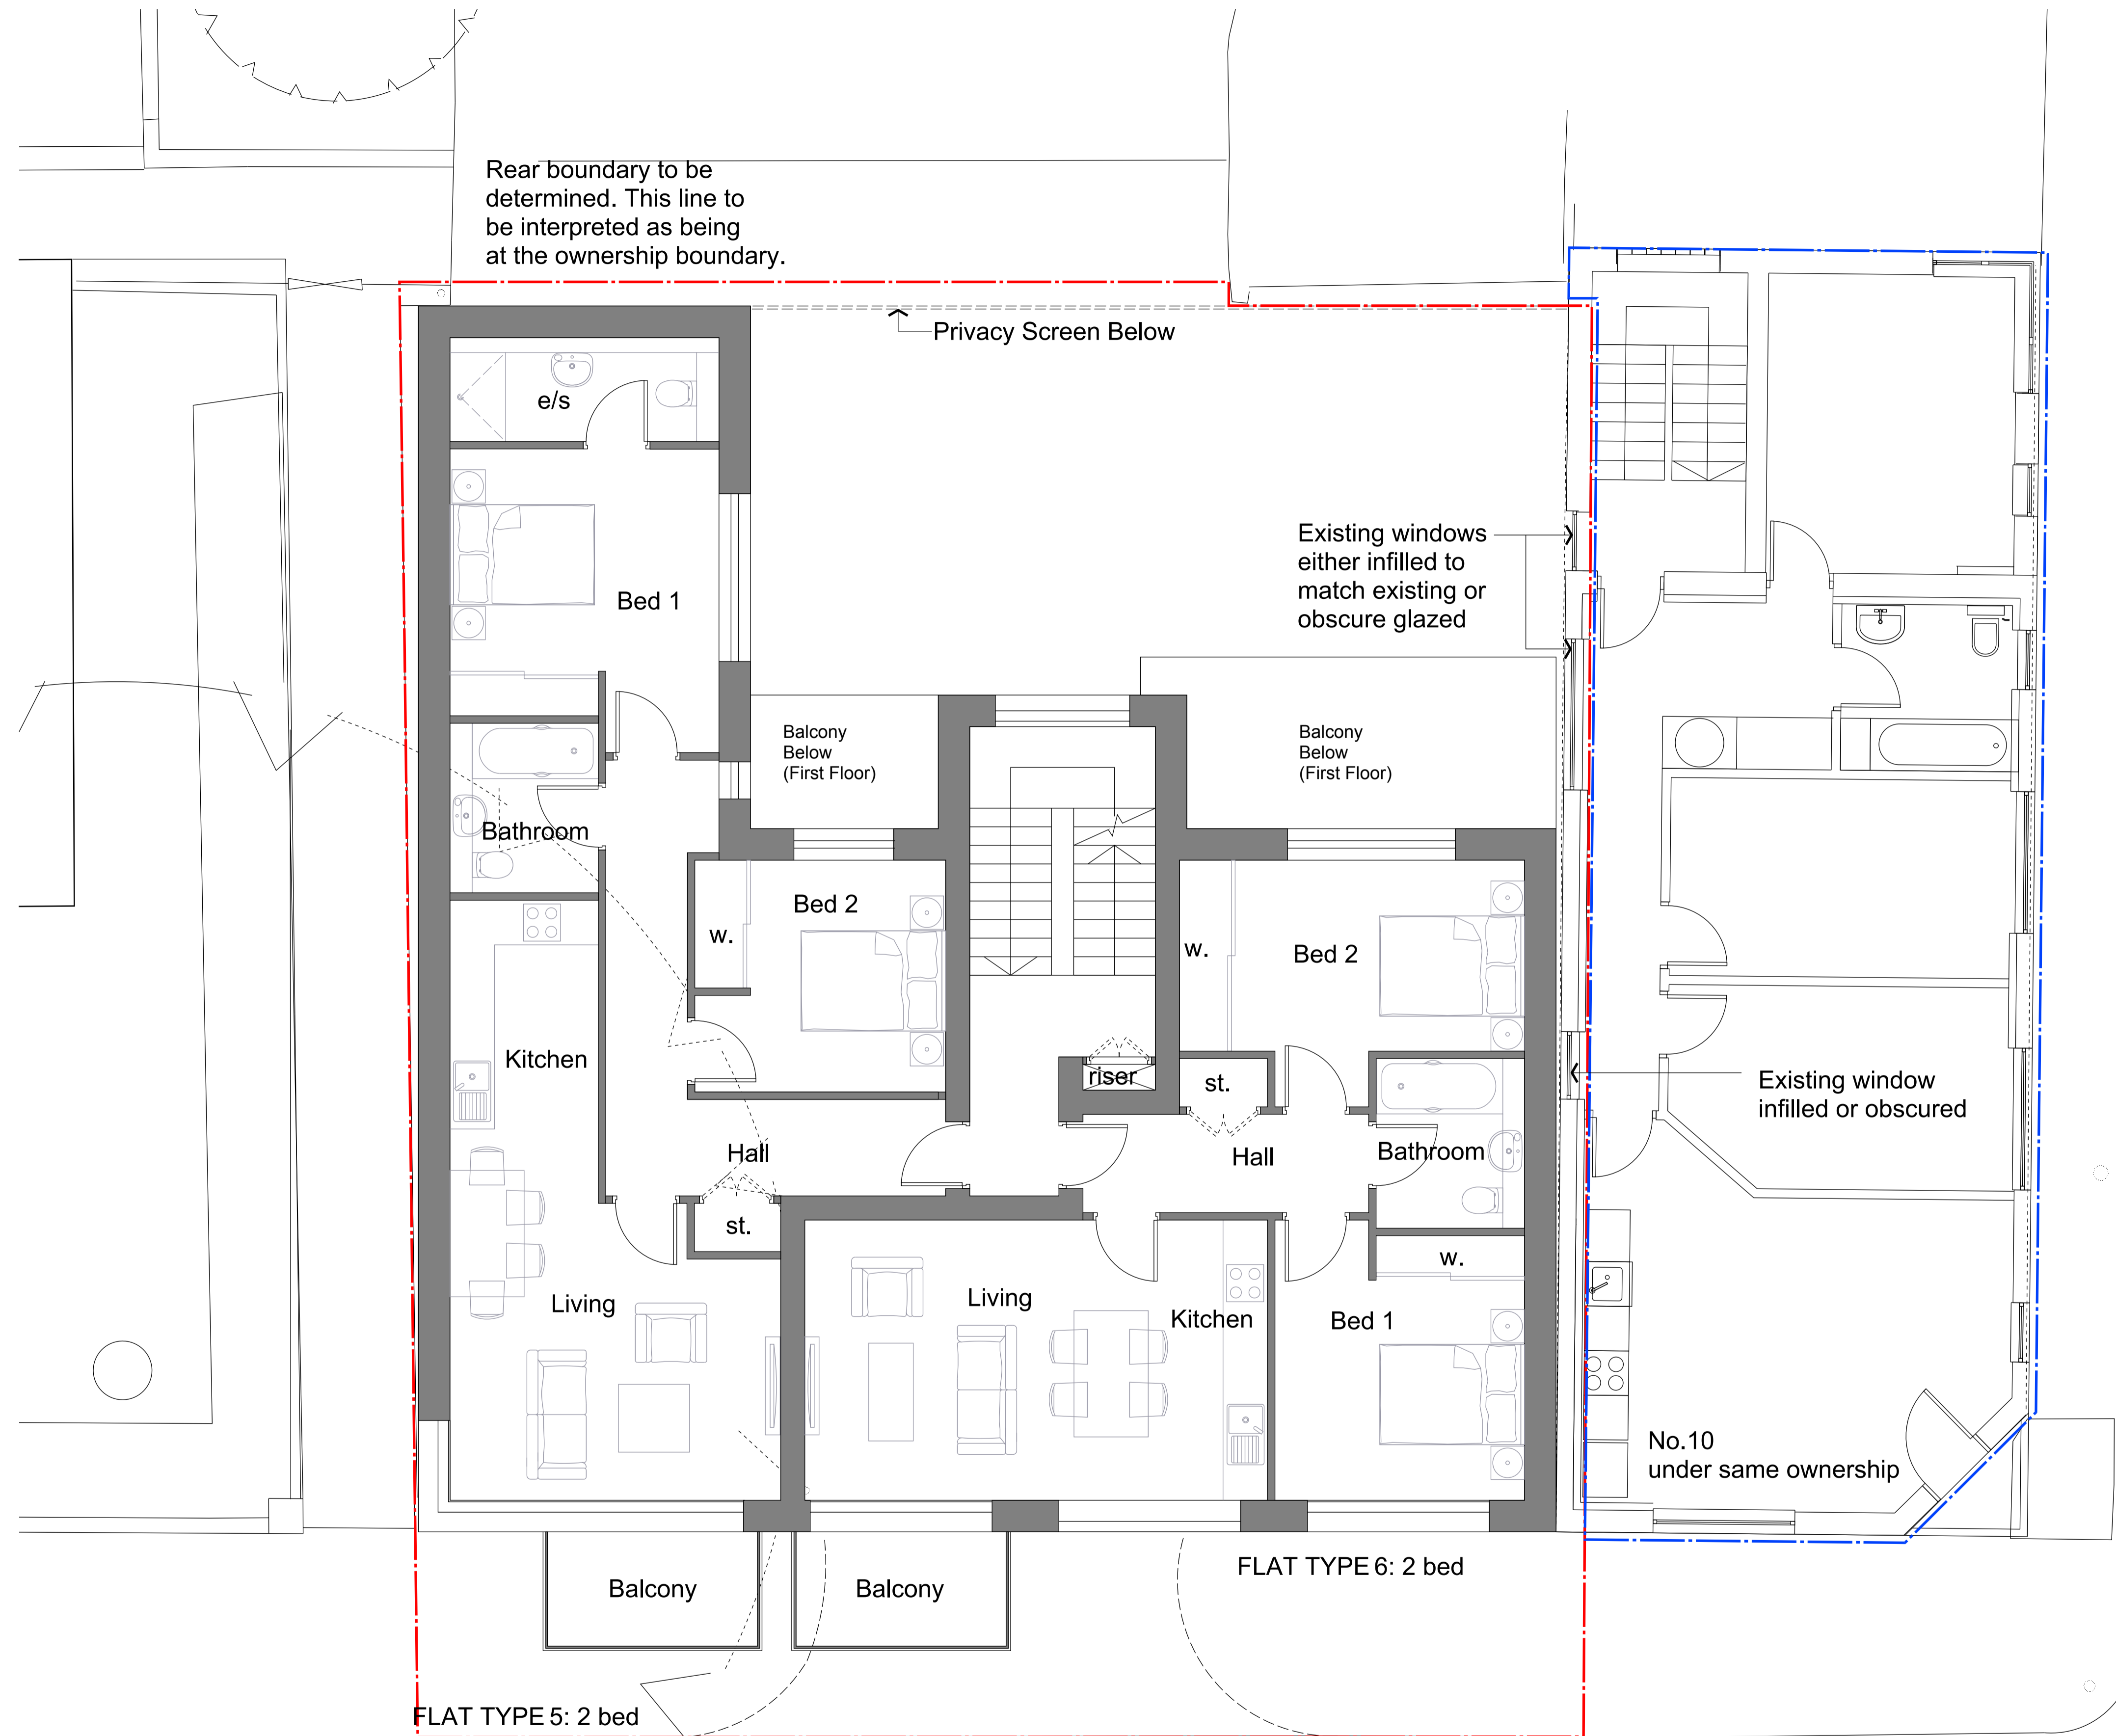 Rear boundary to be
determined. This line to
be interpreted as being
at the ownership boundary.
Privacy Screen Below
e/s
Existing windows
either infilled to
match existing or
obscure glazed
Bed 1
Balcony
Below
(First Floor)
Balcony
Below
(First Floor)
Bathroom
Bed 2
w.
w.
Bed 2
Kitchen
riser
st.
Existing window
infilled or obscured
Hall
Hall
Bathroom
st.
w.
Living
Living
Kitchen
Bed 1
No.10
under same ownership
FLAT TYPE 6: 2 bed
Balcony
Balcony
FLAT TYPE 5: 2 bed